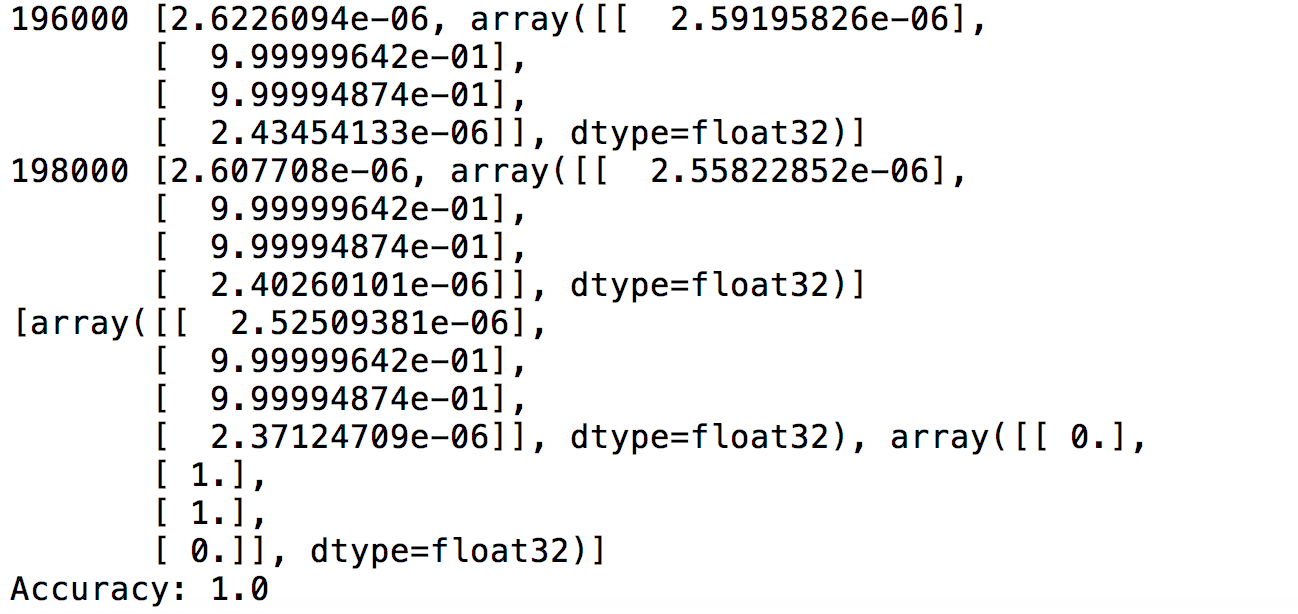 196000 [2.6226094e-06, array([[  2.59195826e-06],
       [  9.99999642e-01],
       [  9.99994874e-01],
       [  2.43454133e-06]], dtype=float32)]
198000 [2.607708e-06, array([[  2.55822852e-06],
       [  9.99999642e-01],
       [  9.99994874e-01],
       [  2.40260101e-06]], dtype=float32)]
[array([[  2.52509381e-06],
       [  9.99999642e-01],
       [  9.99994874e-01],
       [  2.37124709e-06]], dtype=float32), array([[ 0.],
       [ 1.],
       [ 1.],
       [ 0.]], dtype=float32)]
Accuracy: 1.0